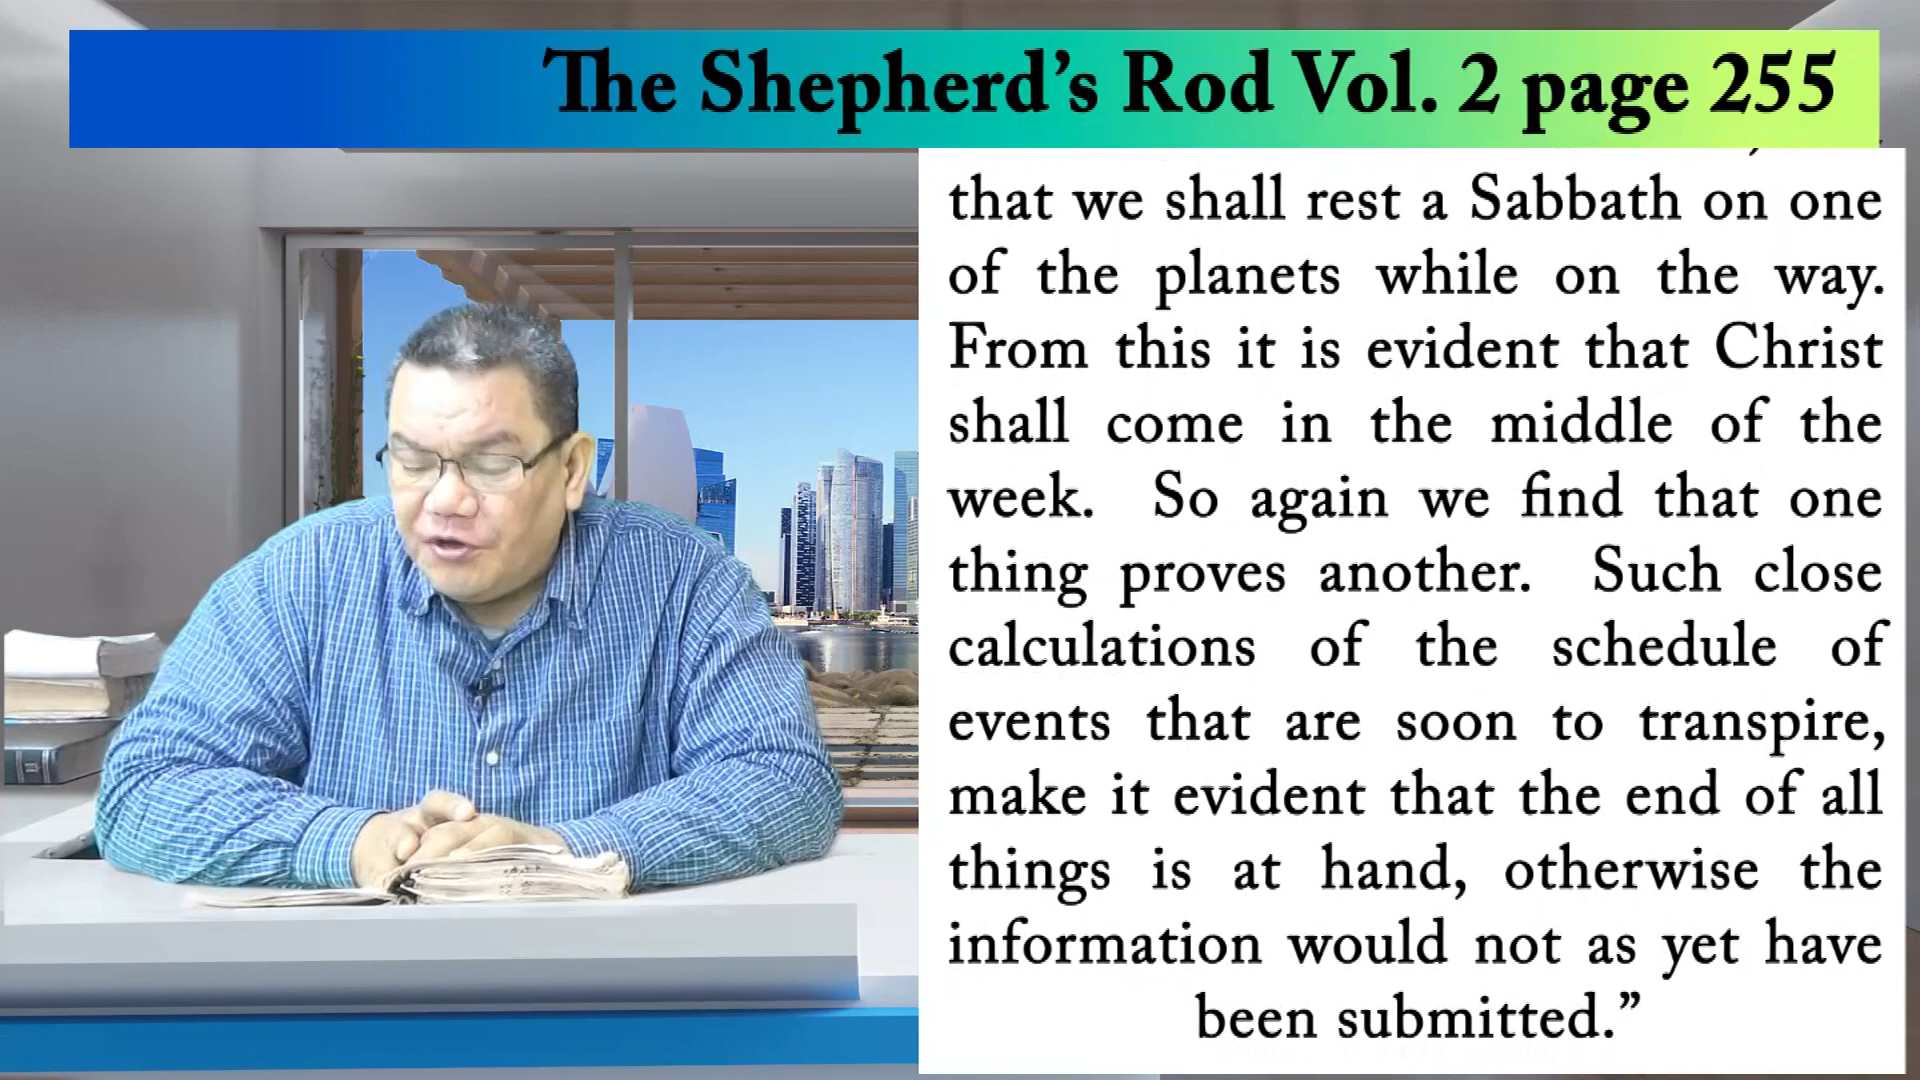 The Shepherd’s Rod Vol. 2 page 255
that we shall rest a Sabbath on one
of the planets while on the way.
From this it is evident that Christ
shall come in the middle of the
week. So again we find that one
thing proves another. Such close
calculations of the schedule of
events that are soon to transpire,
make it evident that the end of all
things is at hand, otherwise the
information would not as yet have
been submitted.”